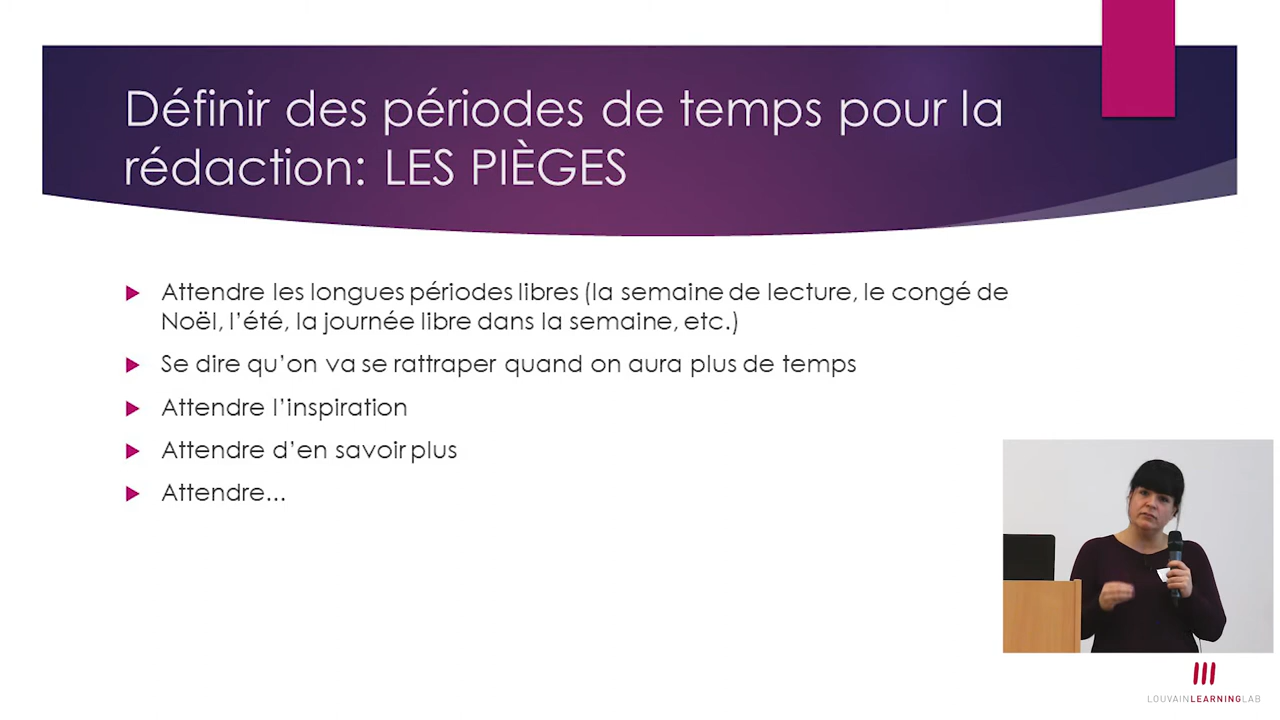 Définir des périodes de temps pour la
rédaction: LES PIÈGES
Attendre les longues périodes libres (la semaine de lecture, le congé de
Noël, l’été, la journée libre dans la semaine, etc.)
Se dire qu’on va se rattraper quand on aura plus de temps
Attendre l’inspiration
Attendre d’en savoir plus
Attendre...
LOUVAINLEARNINGLAB